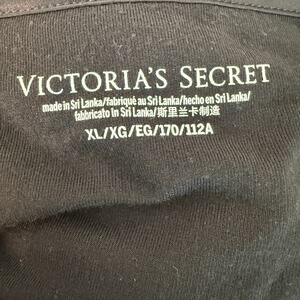 VICTORIA'S SECRET
made in Sri Lanka/fabriqué au Sri Lanka/hecho en Sri Lanka/
fabbricato in Sri Lanka/斯里兰卡制造
XL/XG/EG/170/112A